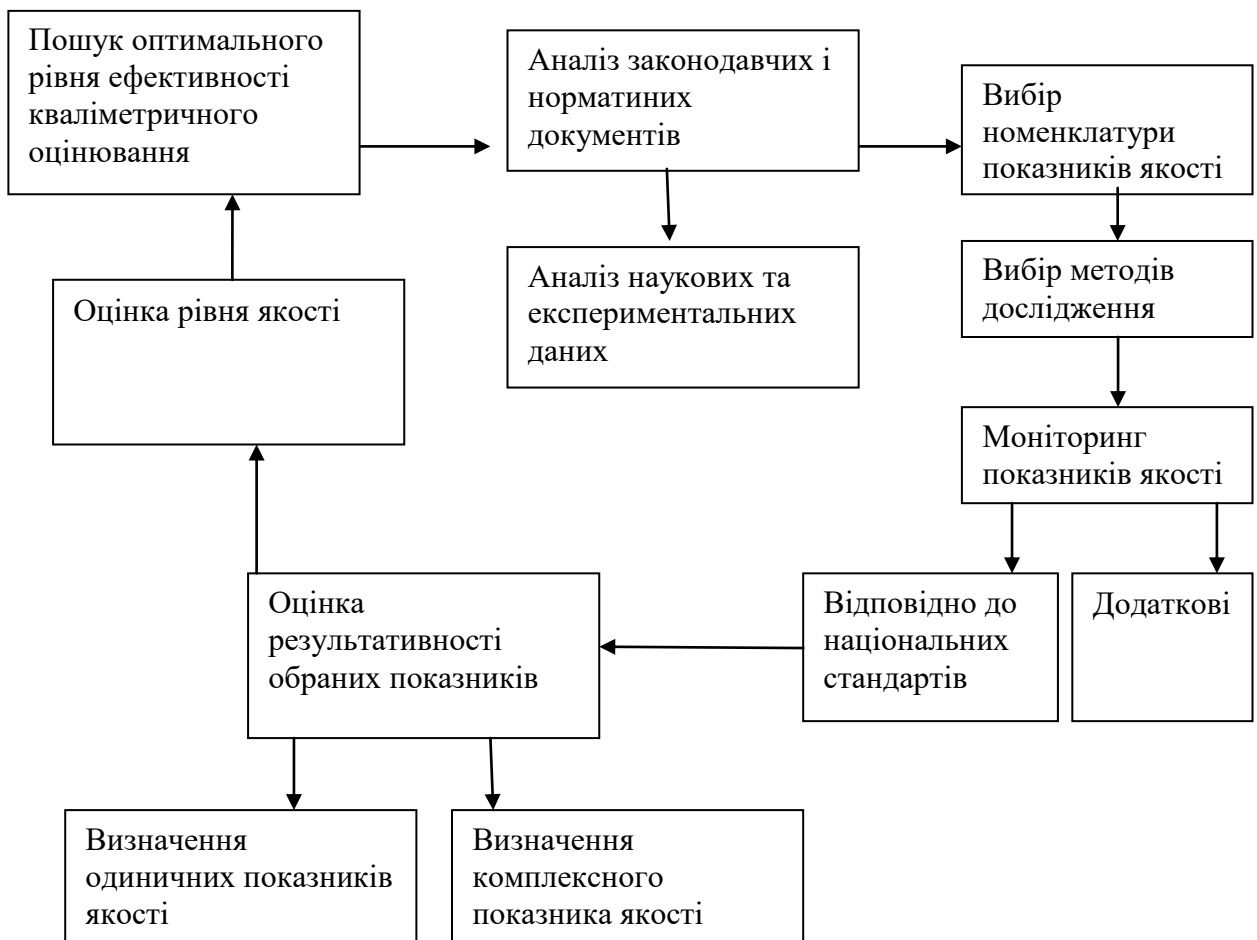 Пошук оптимального
рівня ефективності
кваліметричного
оцінювання
Аналіз законодавчих і
норматиних
документів
Вибір
номенклатури
показників якості
Аналіз наукових та
експериментальних
даних
Вибір методів
дослідження
Оцінка рівня якості
Моніторинг
показників якості
Оцінка
результативності
обраних показників
Відповідно до
національних
стандартів
Додаткові
Визначення
одиничних показників
якості
Визначення
комплексного
показника якості